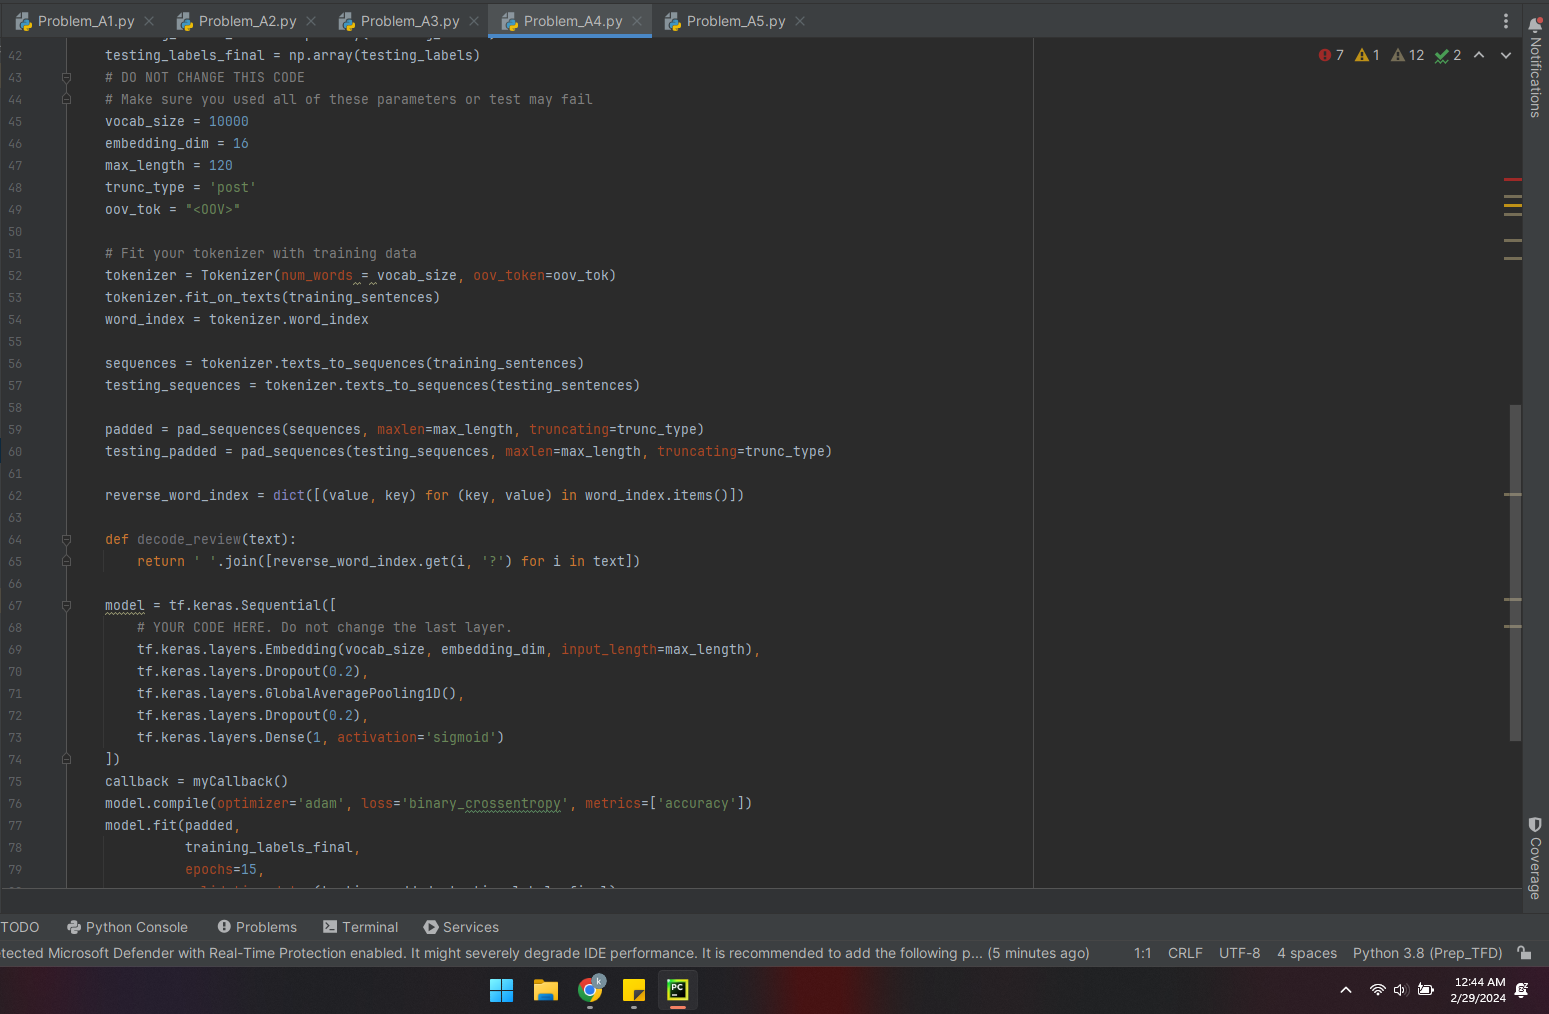 Problem_A1.py
Problem_A2.py
Problem_A3.py
Problem_A4.py
Problem_A5.py
7 1 12 2
42 testing_labels_final = np.array(testing_labels)
43 # DO NOT CHANGE THIS CODE
44 # Make sure you used all of these parameters or test may fail
45 vocab_size = 10000
46 embedding_dim = 16
47 max_length = 120
48 trunc_type = 'post'
49 oov_tok = "<OOV>"
50
51 # Fit your tokenizer with training data
52 tokenizer = Tokenizer(num_words = vocab_size, oov_token=oov_tok)
53 tokenizer.fit_on_texts(training_sentences)
54 word_index = tokenizer.word_index
55
56 sequences = tokenizer.texts_to_sequences(training_sentences)
57 testing_sequences = tokenizer.texts_to_sequences(testing_sentences)
58
59 padded = pad_sequences(sequences, maxlen=max_length, truncating=trunc_type)
60 testing_padded = pad_sequences(testing_sequences, maxlen=max_length, truncating=trunc_type)
61
62 reverse_word_index = dict([(value, key) for (key, value) in word_index.items()])
63
64 def decode_review(text):
65 return ' '.join([reverse_word_index.get(i, '?') for i in text])
66
67 model = tf.keras.Sequential([
68 # YOUR CODE HERE. Do not change the last layer.
69 tf.keras.layers.Embedding(vocab_size, embedding_dim, input_length=max_length),
70 tf.keras.layers.Dropout(0.2),
71 tf.keras.layers.GlobalAveragePooling1D(),
72 tf.keras.layers.Dropout(0.2),
73 tf.keras.layers.Dense(1, activation='sigmoid')
74 ])
75 callback = myCallback()
76 model.compile(optimizer='adam', loss='binary_crossentropy', metrics=['accuracy'])
77 model.fit(padded,
78 training_labels_final,
79 epochs=15,
Notifications
Coverage
TODO
Python Console
Problems
Terminal
Services
tected Microsoft Defender with Real-Time Protection enabled. It might severely degrade IDE performance. It is recommended to add the following p... (5 minutes ago)
1:1 CRLF UTF-8 4 spaces Python 3.8 (Prep_TFD)
k
PC
12:44 AM
2/29/2024